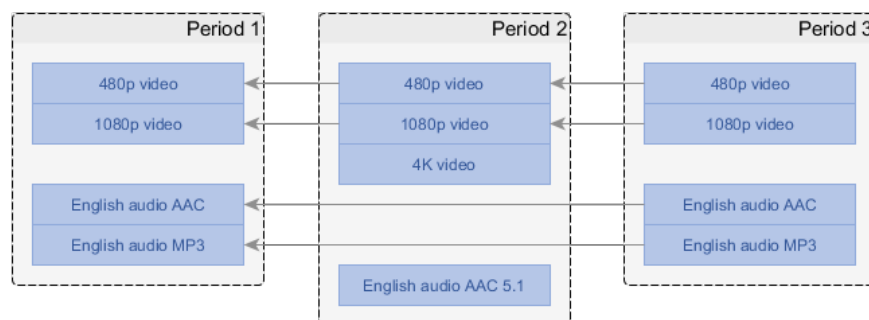 Period 1
480p video
1080p video
English audio AAC
English audio MP3
Period 2
480p video
1080p video
4K video
English audio AAC 5.1
Period 3
480p video
1080p video
English audio AAC
English audio MP3